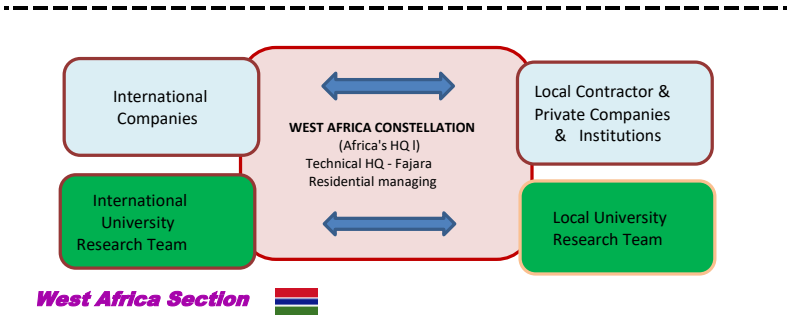 International
Companies
WEST AFRICA CONSTELLATION
(Africa's HQ l)
Technical HQ - Fajara
Residential managing
Local Contractor &
Private Companies
& Institutions
International
University
Research Team
Local University
Research Team
West Africa Section